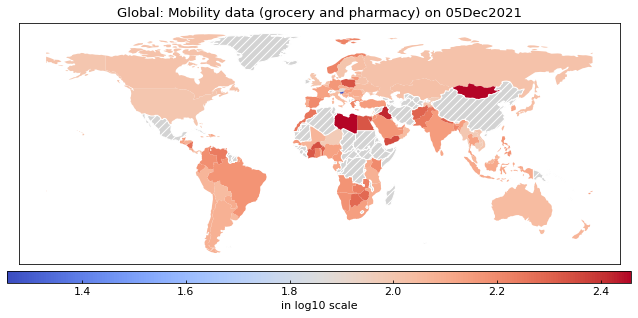 Global: Mobility data (grocery and pharmacy) on 05Dec2021
1.4 1.6 1.8 2.0 2.2 2.4
in log10 scale